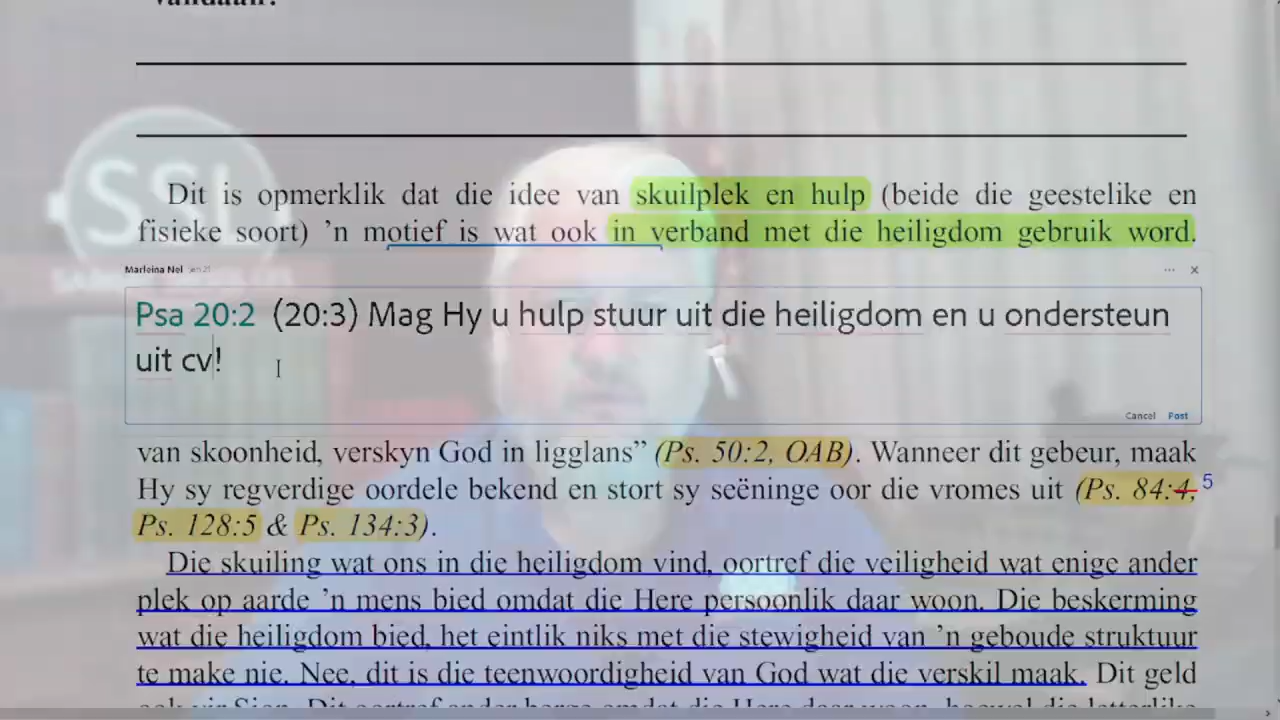 vandaan?
SSI
Dit is opmerklik dat die idee van skuilplek en hulp (beide die geestelike en
fisieke soort) ’n motief is wat ook in verband met die heiligdom gebruik word.
Marleina Nel Jan 21
Psa 20:2 (20:3) Mag Hy u hulp stuur uit die heiligdom en u ondersteun
uit cv!
Cancel Post
van skoonheid, verskyn God in ligglans” (Ps. 50:2, OAB). Wanneer dit gebeur, maak
Hy sy regverdige oordele bekend en stort sy seëninge oor die vromes uit (Ps. 84:4, 5
Ps. 128:5 & Ps. 134:3).
Die skuiling wat ons in die heiligdom vind, oortref die veiligheid wat enige ander
plek op aarde ’n mens bied omdat die Here persoonlik daar woon. Die beskerming
wat die heiligdom bied, het eintlik niks met die stewigheid van ’n geboude struktuur
te make nie. Nee, dit is die teenwoordigheid van God wat die verskil maak. Dit geld